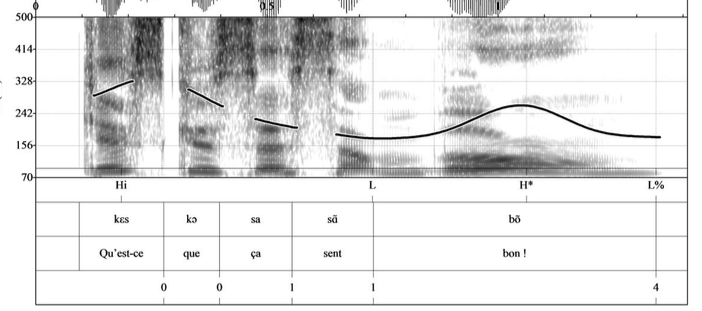 0 0.5 1
500
414
328
242
156
70
Hi L H* L%
kɛs kə sa sɑ̃ bɔ̃
Qu'est-ce que ça sent bon !
0 0 1 1 4